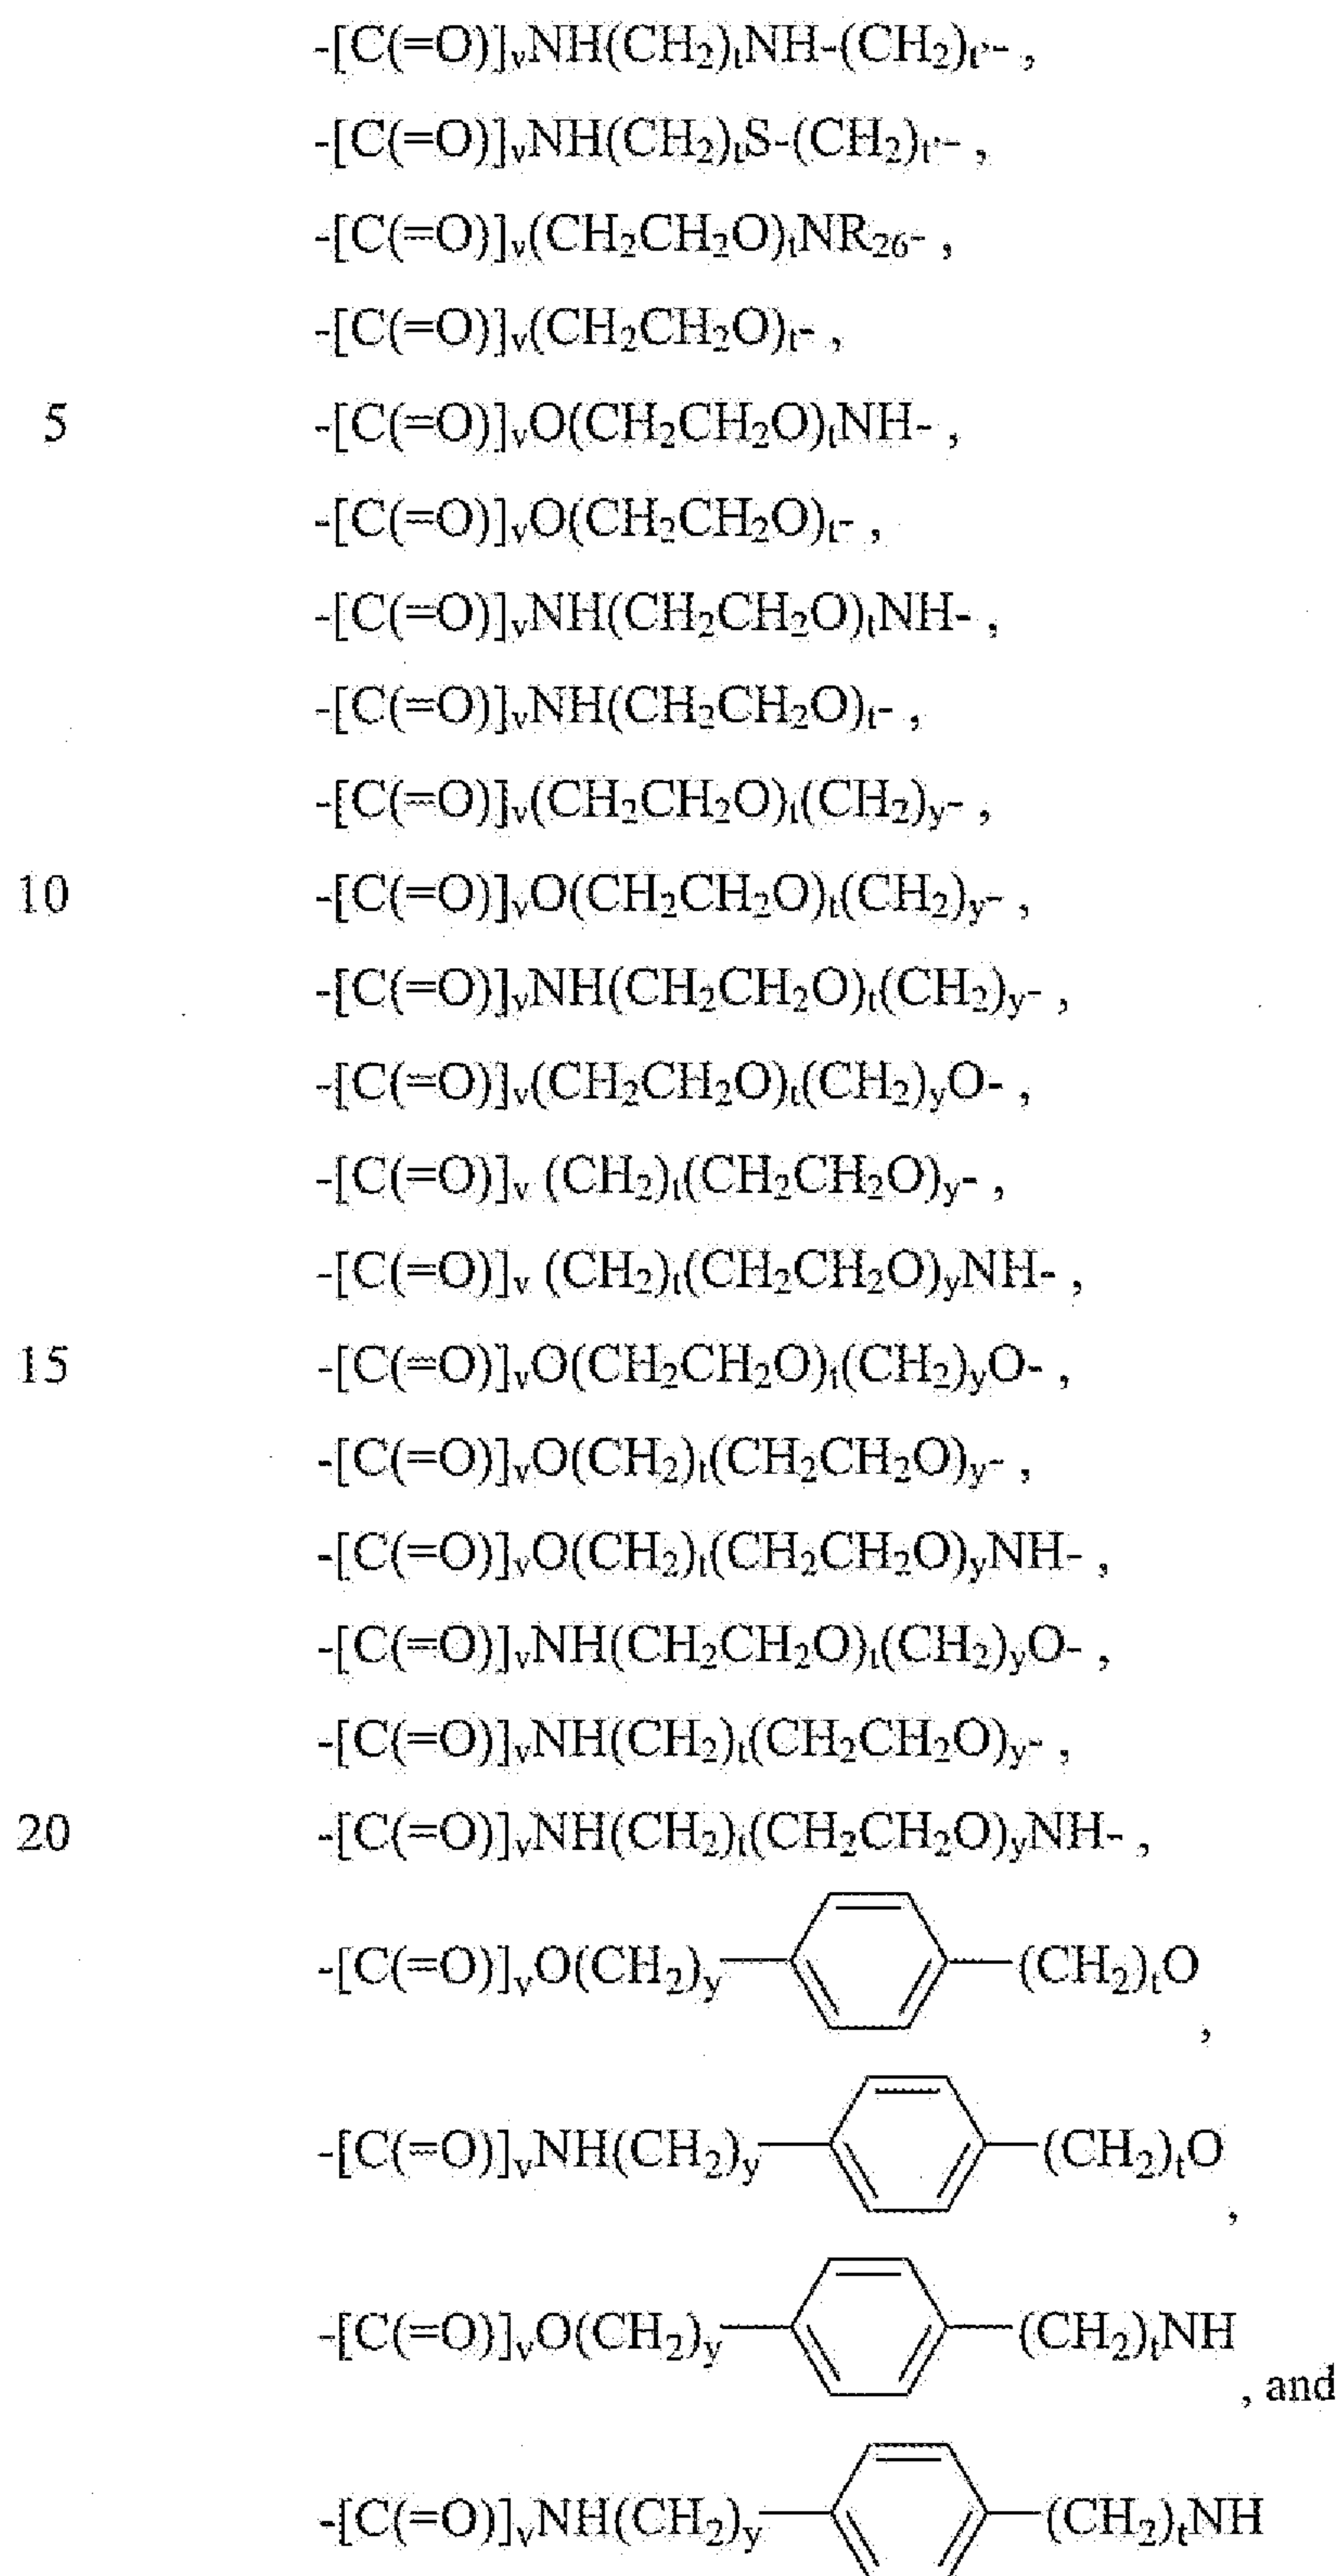 -[C(=O)]ᵥNH(CH₂)ₜNH-(CH₂)ₜ'- ,
-[C(=O)]ᵥNH(CH₂)ₜS-(CH₂)ₜ'- ,
-[C(=O)]ᵥ(CH₂CH₂O)ₜNR₂₆- ,
-[C(=O)]ᵥ(CH₂CH₂O)ₜ- ,
5 -[C(=O)]ᵥO(CH₂CH₂O)ₜNH- ,
-[C(=O)]ᵥO(CH₂CH₂O)ₜ- ,
-[C(=O)]ᵥNH(CH₂CH₂O)ₜNH- ,
-[C(=O)]ᵥNH(CH₂CH₂O)ₜ- ,
-[C(=O)]ᵥ(CH₂CH₂O)ₜ(CH₂)y- ,
10 -[C(=O)]ᵥO(CH₂CH₂O)ₜ(CH₂)y- ,
-[C(=O)]ᵥNH(CH₂CH₂O)ₜ(CH₂)y- ,
-[C(=O)]ᵥ(CH₂CH₂O)ₜ(CH₂)yO- ,
-[C(=O)]ᵥ (CH₂)ₜ(CH₂CH₂O)y- ,
-[C(=O)]ᵥ (CH₂)ₜ(CH₂CH₂O)yNH- ,
15 -[C(=O)]ᵥO(CH₂CH₂O)ₜ(CH₂)yO- ,
-[C(=O)]ᵥO(CH₂)ₜ(CH₂CH₂O)y- ,
-[C(=O)]ᵥO(CH₂)ₜ(CH₂CH₂O)yNH- ,
-[C(=O)]ᵥNH(CH₂CH₂O)ₜ(CH₂)yO- ,
-[C(=O)]ᵥNH(CH₂)ₜ(CH₂CH₂O)y- ,
20 -[C(=O)]ᵥNH(CH₂)ₜ(CH₂CH₂O)yNH- ,
-[C(=O)]ᵥO(CH₂)y (CH₂)ₜO ,
-[C(=O)]ᵥNH(CH₂)y (CH₂)ₜO ,
-[C(=O)]ᵥO(CH₂)y (CH₂)ₜNH , and
-[C(=O)]ᵥNH(CH₂)y (CH₂)ₜNH